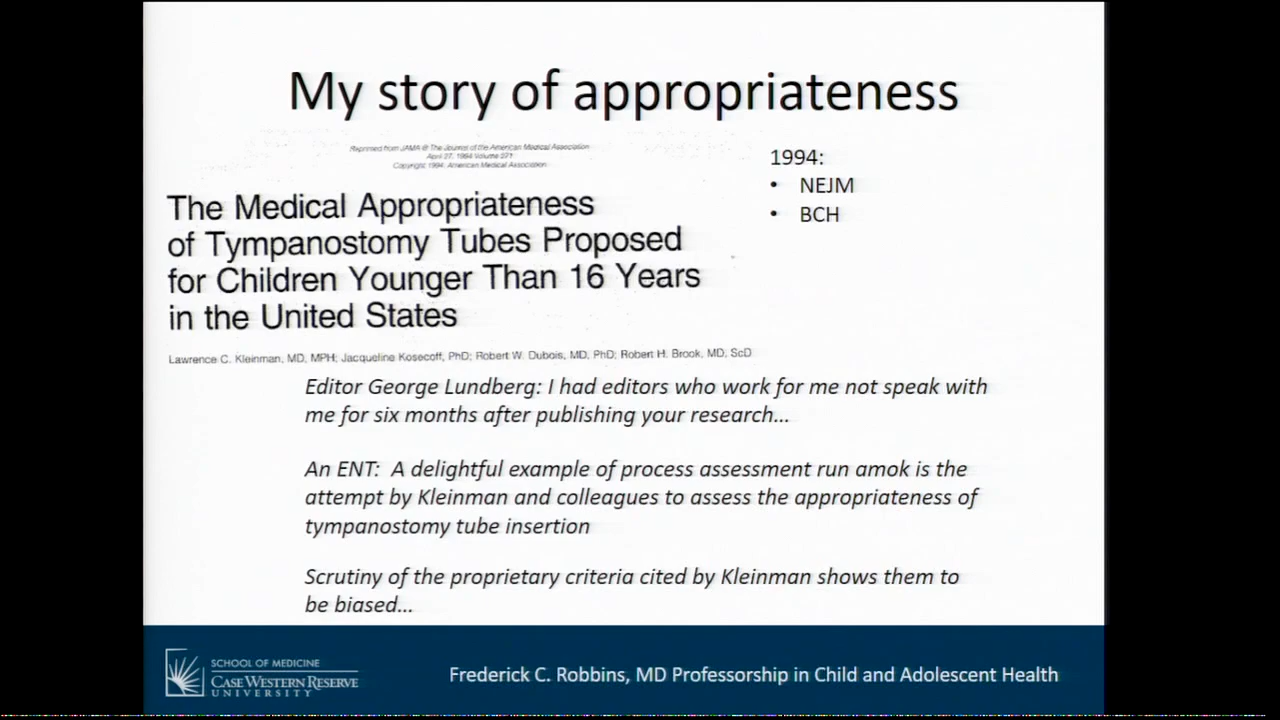 My story of appropriateness
Reprinted from JAMA ® The Journal of the American Medical Association
April 27, 1994 Volume 271
Copyright 1994, American Medical Association
The Medical Appropriateness
of Tympanostomy Tubes Proposed
for Children Younger Than 16 Years
in the United States
Lawrence C. Kleinman, MD, MPH; Jacqueline Kosecoff, PhD; Robert W. Dubois, MD, PhD; Robert H. Brook, MD, ScD
1994:
• NEJM
• BCH
Editor George Lundberg: I had editors who work for me not speak with
me for six months after publishing your research…
An ENT:  A delightful example of process assessment run amok is the
attempt by Kleinman and colleagues to assess the appropriateness of
tympanostomy tube insertion
Scrutiny of the proprietary criteria cited by Kleinman shows them to
be biased…
SCHOOL OF MEDICINE
CASE WESTERN RESERVE
UNIVERSITY
Frederick C. Robbins, MD Professorship in Child and Adolescent Health